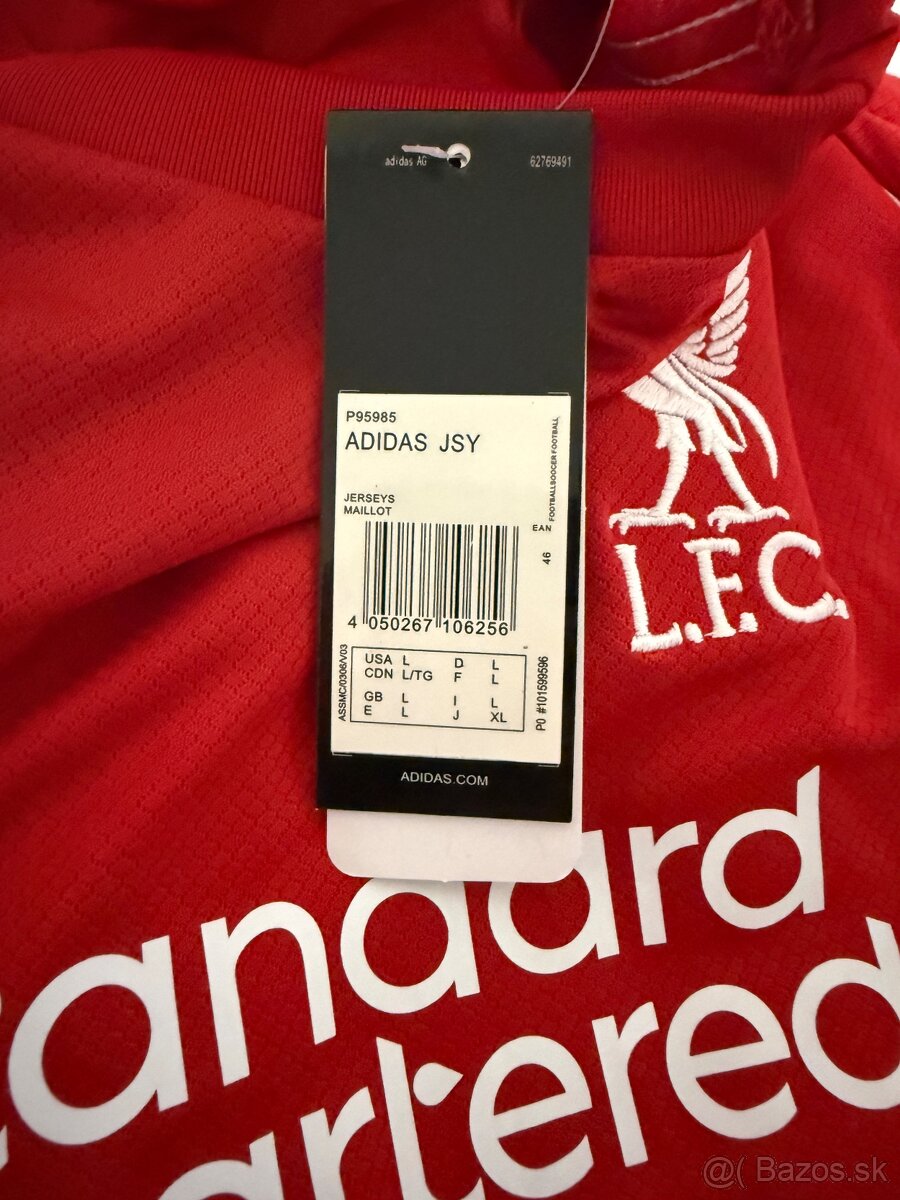 adidas AG 62769491
P95985
ADIDAS JSY
FOOTBALL/SOCCER FOOTBALL
JERSEYS
MAILLOT
EAN
46
4 050267 106256
ASSMC/0306/V03
USA L D L
CDN L/TG F L
GB L I L
E L J XL
PO #101599596
ADIDAS.COM
L.F.C.
tandard
artered
@( Bazos.sk